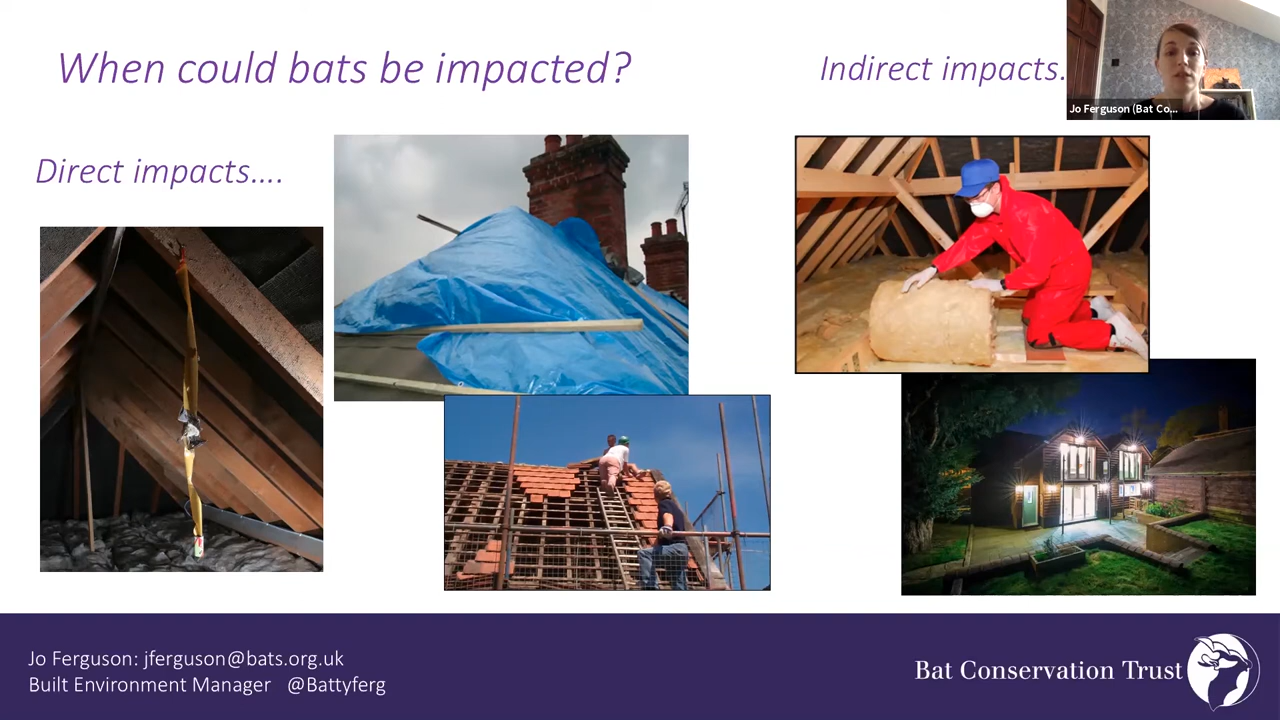 When could bats be impacted?
Indirect impacts.
Jo Ferguson (Bat Co...
Direct impacts....
Jo Ferguson: jferguson@bats.org.uk
Built Environment Manager @Battyferg
Bat Conservation Trust